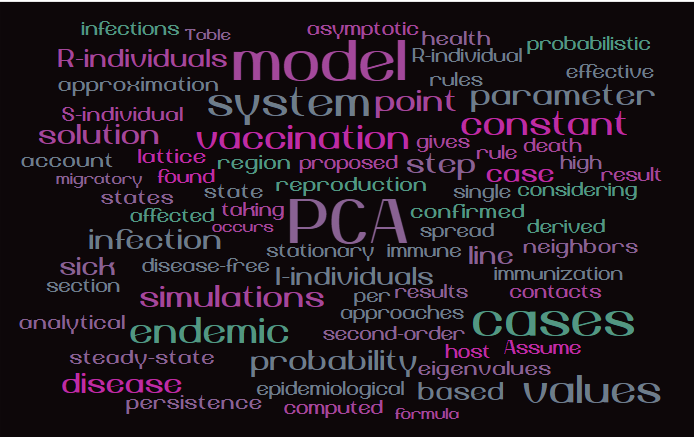 infections Table asymptotic health probabilistic
R-individuals model R-individual
approximation rules effective
S-individual system point parameter
solution vaccination gives constant
rule death
account lattice region proposed step case high result
migratory found reproduction
states state single considering
affected taking PCA confirmed
occurs spread derived
infection stationary immune line neighbors
sick disease-free I-individuals immunization
section simulations per results contacts
analytical endemic approaches cases
second-order
steady-state probability host Assume
eigenvalues
disease epidemiological based values
persistence computed formula